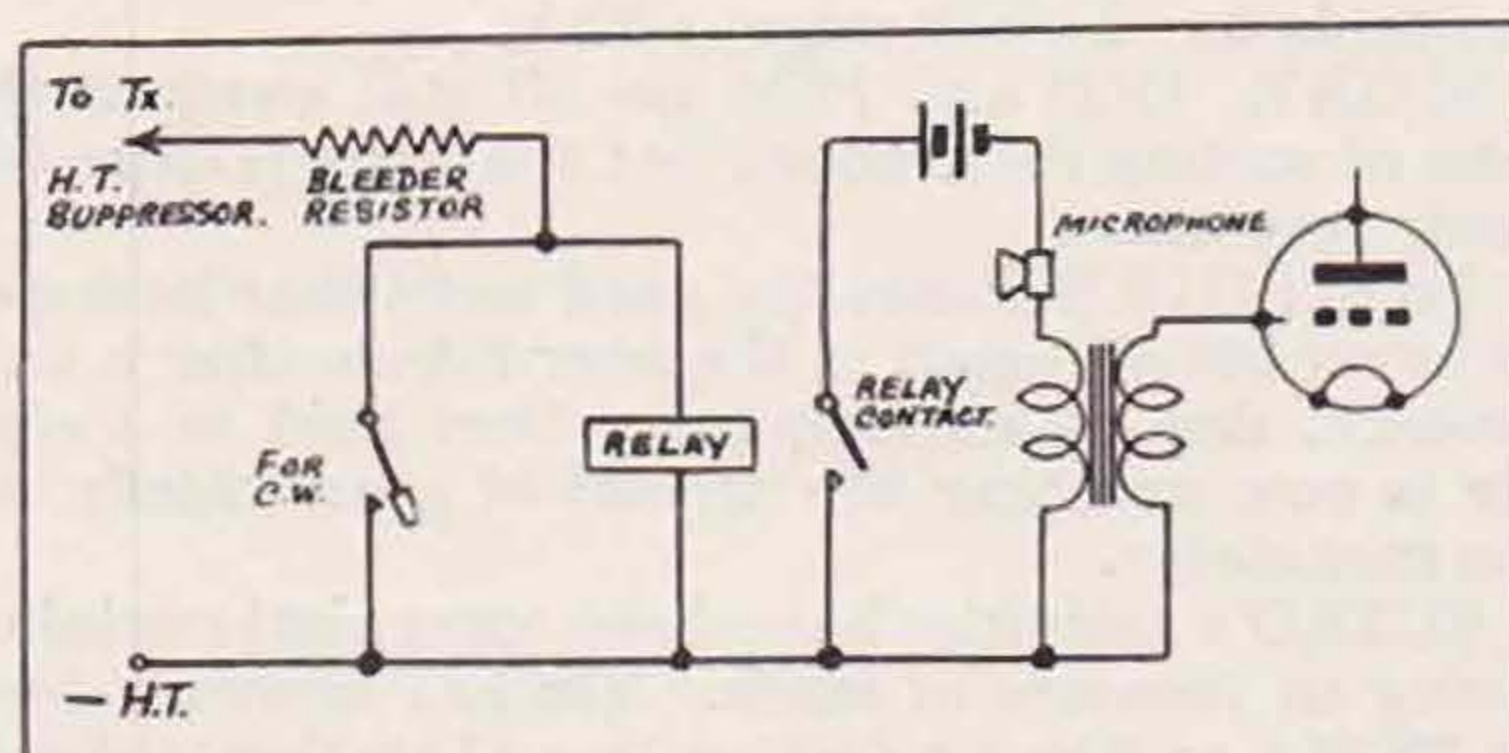 To Tx.
H.T.
SUPPRESSOR.
BLEEDER
RESISTOR
MICROPHONE
RELAY
CONTACT.
FOR
C.W.
RELAY
— H.T.